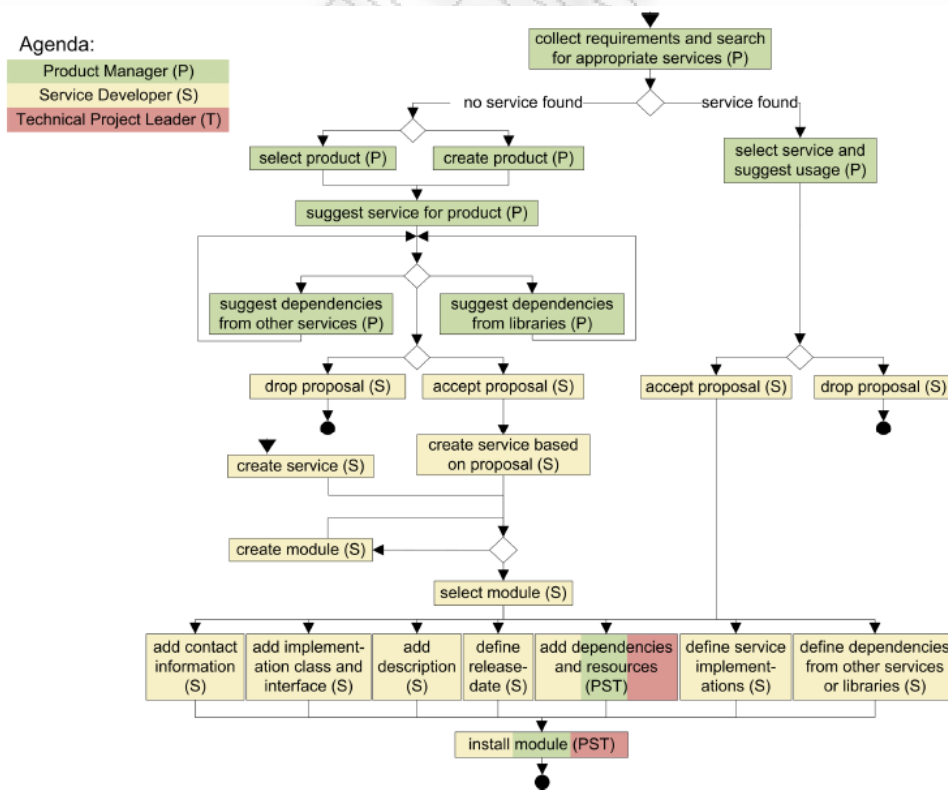 collect requirements and search
for appropriate services (P)
Agenda:
Product Manager (P)
Service Developer (S)
Technical Project Leader (T)
no service found
service found
select product (P)
create product (P)
select service and
suggest usage (P)
suggest service for product (P)
suggest dependencies
from other services (P)
suggest dependencies
from libraries (P)
drop proposal (S)
accept proposal (S)
accept proposal (S)
drop proposal (S)
create service (S)
create service based
on proposal (S)
create module (S)
select module (S)
add contact
information
(S)
add implement-
ation class and
interface (S)
add
description
(S)
define
release-
date (S)
add dependencies
and resources
(PST)
define service
implement-
ations (S)
define dependencies
from other services
or libraries (S)
install module (PST)